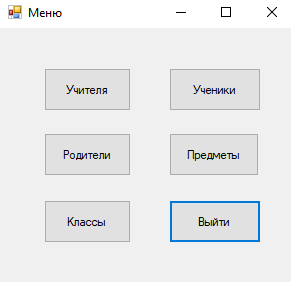 Меню
Учителя
Ученики
Родители
Предметы
Классы
Выйти